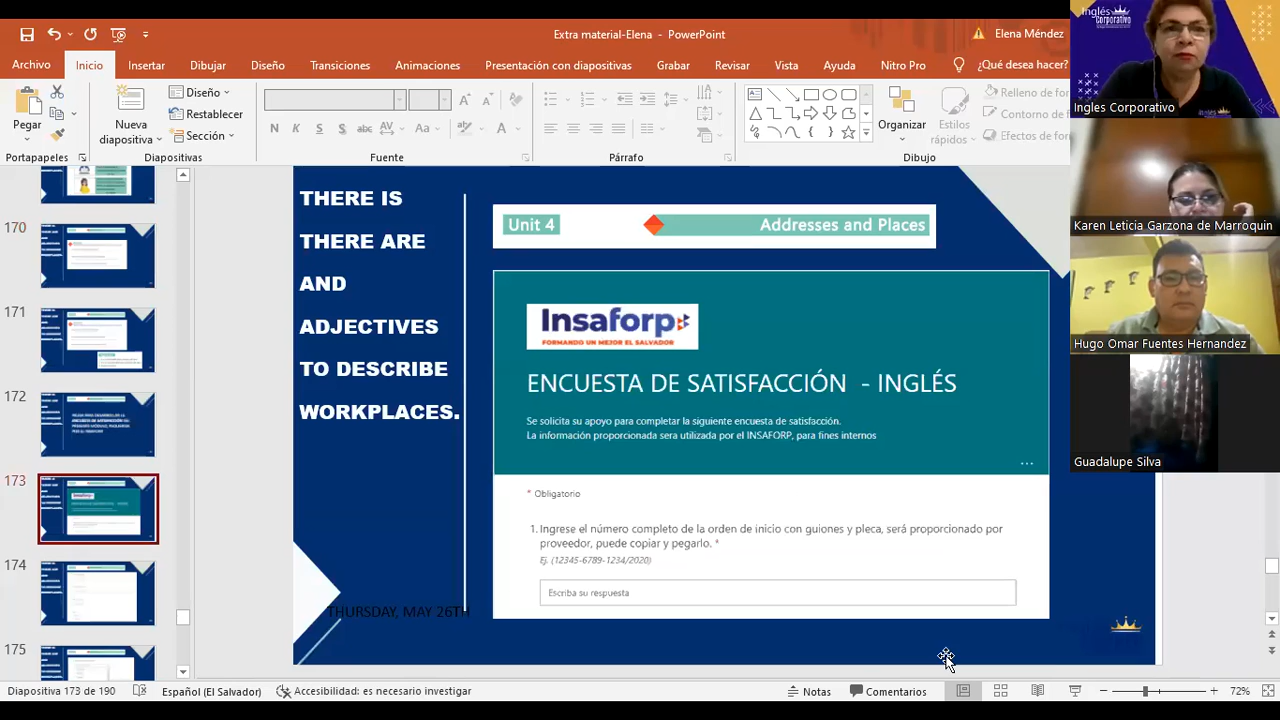 Extra material-Elena - PowerPoint
Elena Méndez
Archivo
Inicio
Insertar
Dibujar
Diseño
Transiciones
Animaciones
Presentación con diapositivas
Grabar
Revisar
Vista
Ayuda
Nitro Pro
¿Qué desea hacer?
Pegar
Nueva
diapositiva
Diseño
Restablecer
Sección
Organizar
Estilos
rápidos
Relleno de for
Contorno de f
Efectos de for
Portapapeles
Diapositivas
Fuente
Párrafo
Dibujo
170
171
172
173
174
175
THERE IS
THERE ARE
AND
ADJECTIVES
TO DESCRIBE
WORKPLACES.
THURSDAY, MAY 26TH
Unit 4
Addresses and Places
Insaforp
FORMANDO UN MEJOR EL SALVADOR
ENCUESTA DE SATISFACCIÓN - INGLÉS
Se solicita su apoyo para completar la siguiente encuesta de satisfacción.
La información proporcionada sera utilizada por el INSAFORP, para fines internos
...
* Obligatorio
1. Ingrese el número completo de la orden de inicio con guiones y pleca, será proporcionado por
proveedor, puede copiar y pegarlo. *
Ej. (12345-6789-1234/2020)
Escriba su respuesta
Inglés
Corporativo
Ingles Corporativo
Karen Leticia Garzona de Marroquin
Hugo Omar Fuentes Hernandez
Guadalupe Silva
Diapositiva 173 de 190
Español (El Salvador)
Accesibilidad: es necesario investigar
Notas
Comentarios
72%